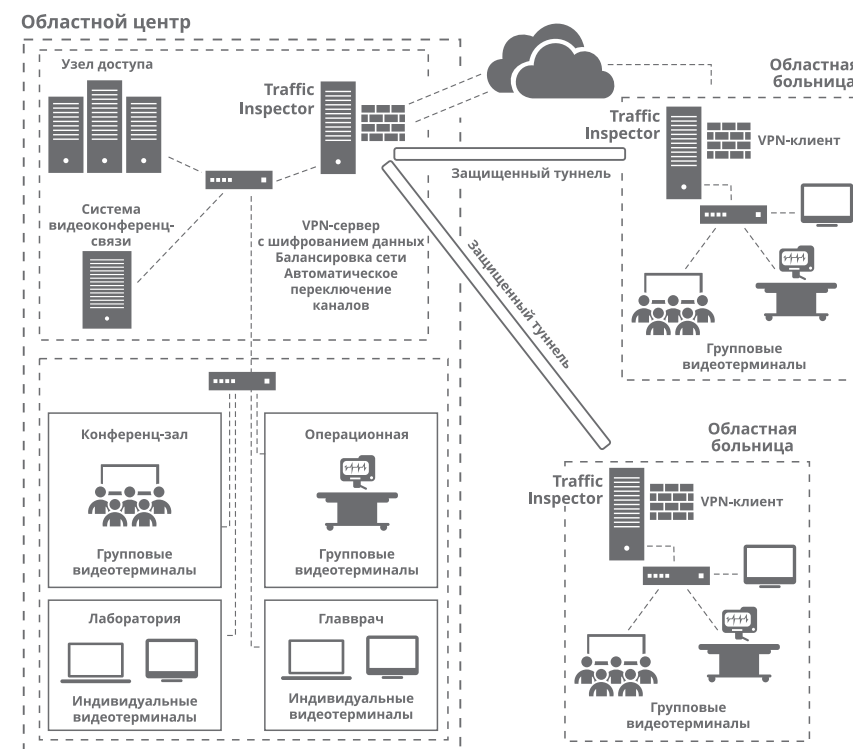 Областной центр
Узел доступа
Traffic
Inspector
Система
видеоконференц-
связи
VPN-сервер
с шифрованием данных
Балансировка сети
Автоматическое
переключение
каналов
Защищенный туннель
Защищенный туннель
Областная
больница
Traffic
Inspector
VPN-клиент
Групповые
видеотерминалы
Конференц-зал
Групповые
видеотерминалы
Операционная
Групповые
видеотерминалы
Лаборатория
Индивидуальные
видеотерминалы
Главврач
Индивидуальные
видеотерминалы
Областная
больница
Traffic
Inspector
VPN-клиент
Групповые
видеотерминалы